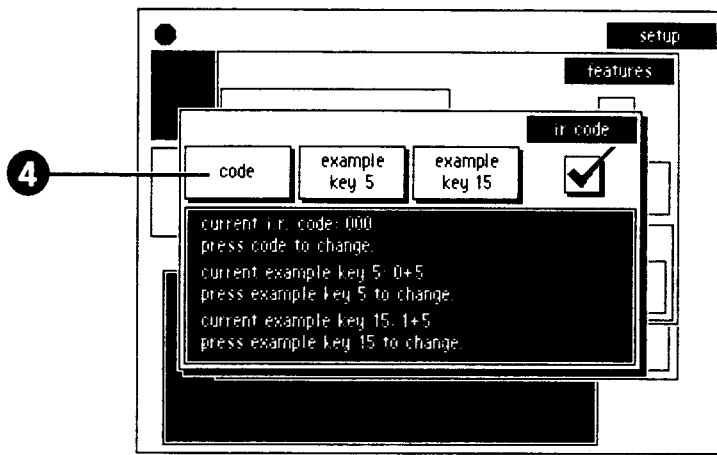 setup
features
ir code
4
code
example
key 5
example
key 15
current i.r. code: 000
press code to change.
current example key 5: 0+5
press example key 5 to change.
current example key 15: 1+5
press example key 15 to change.